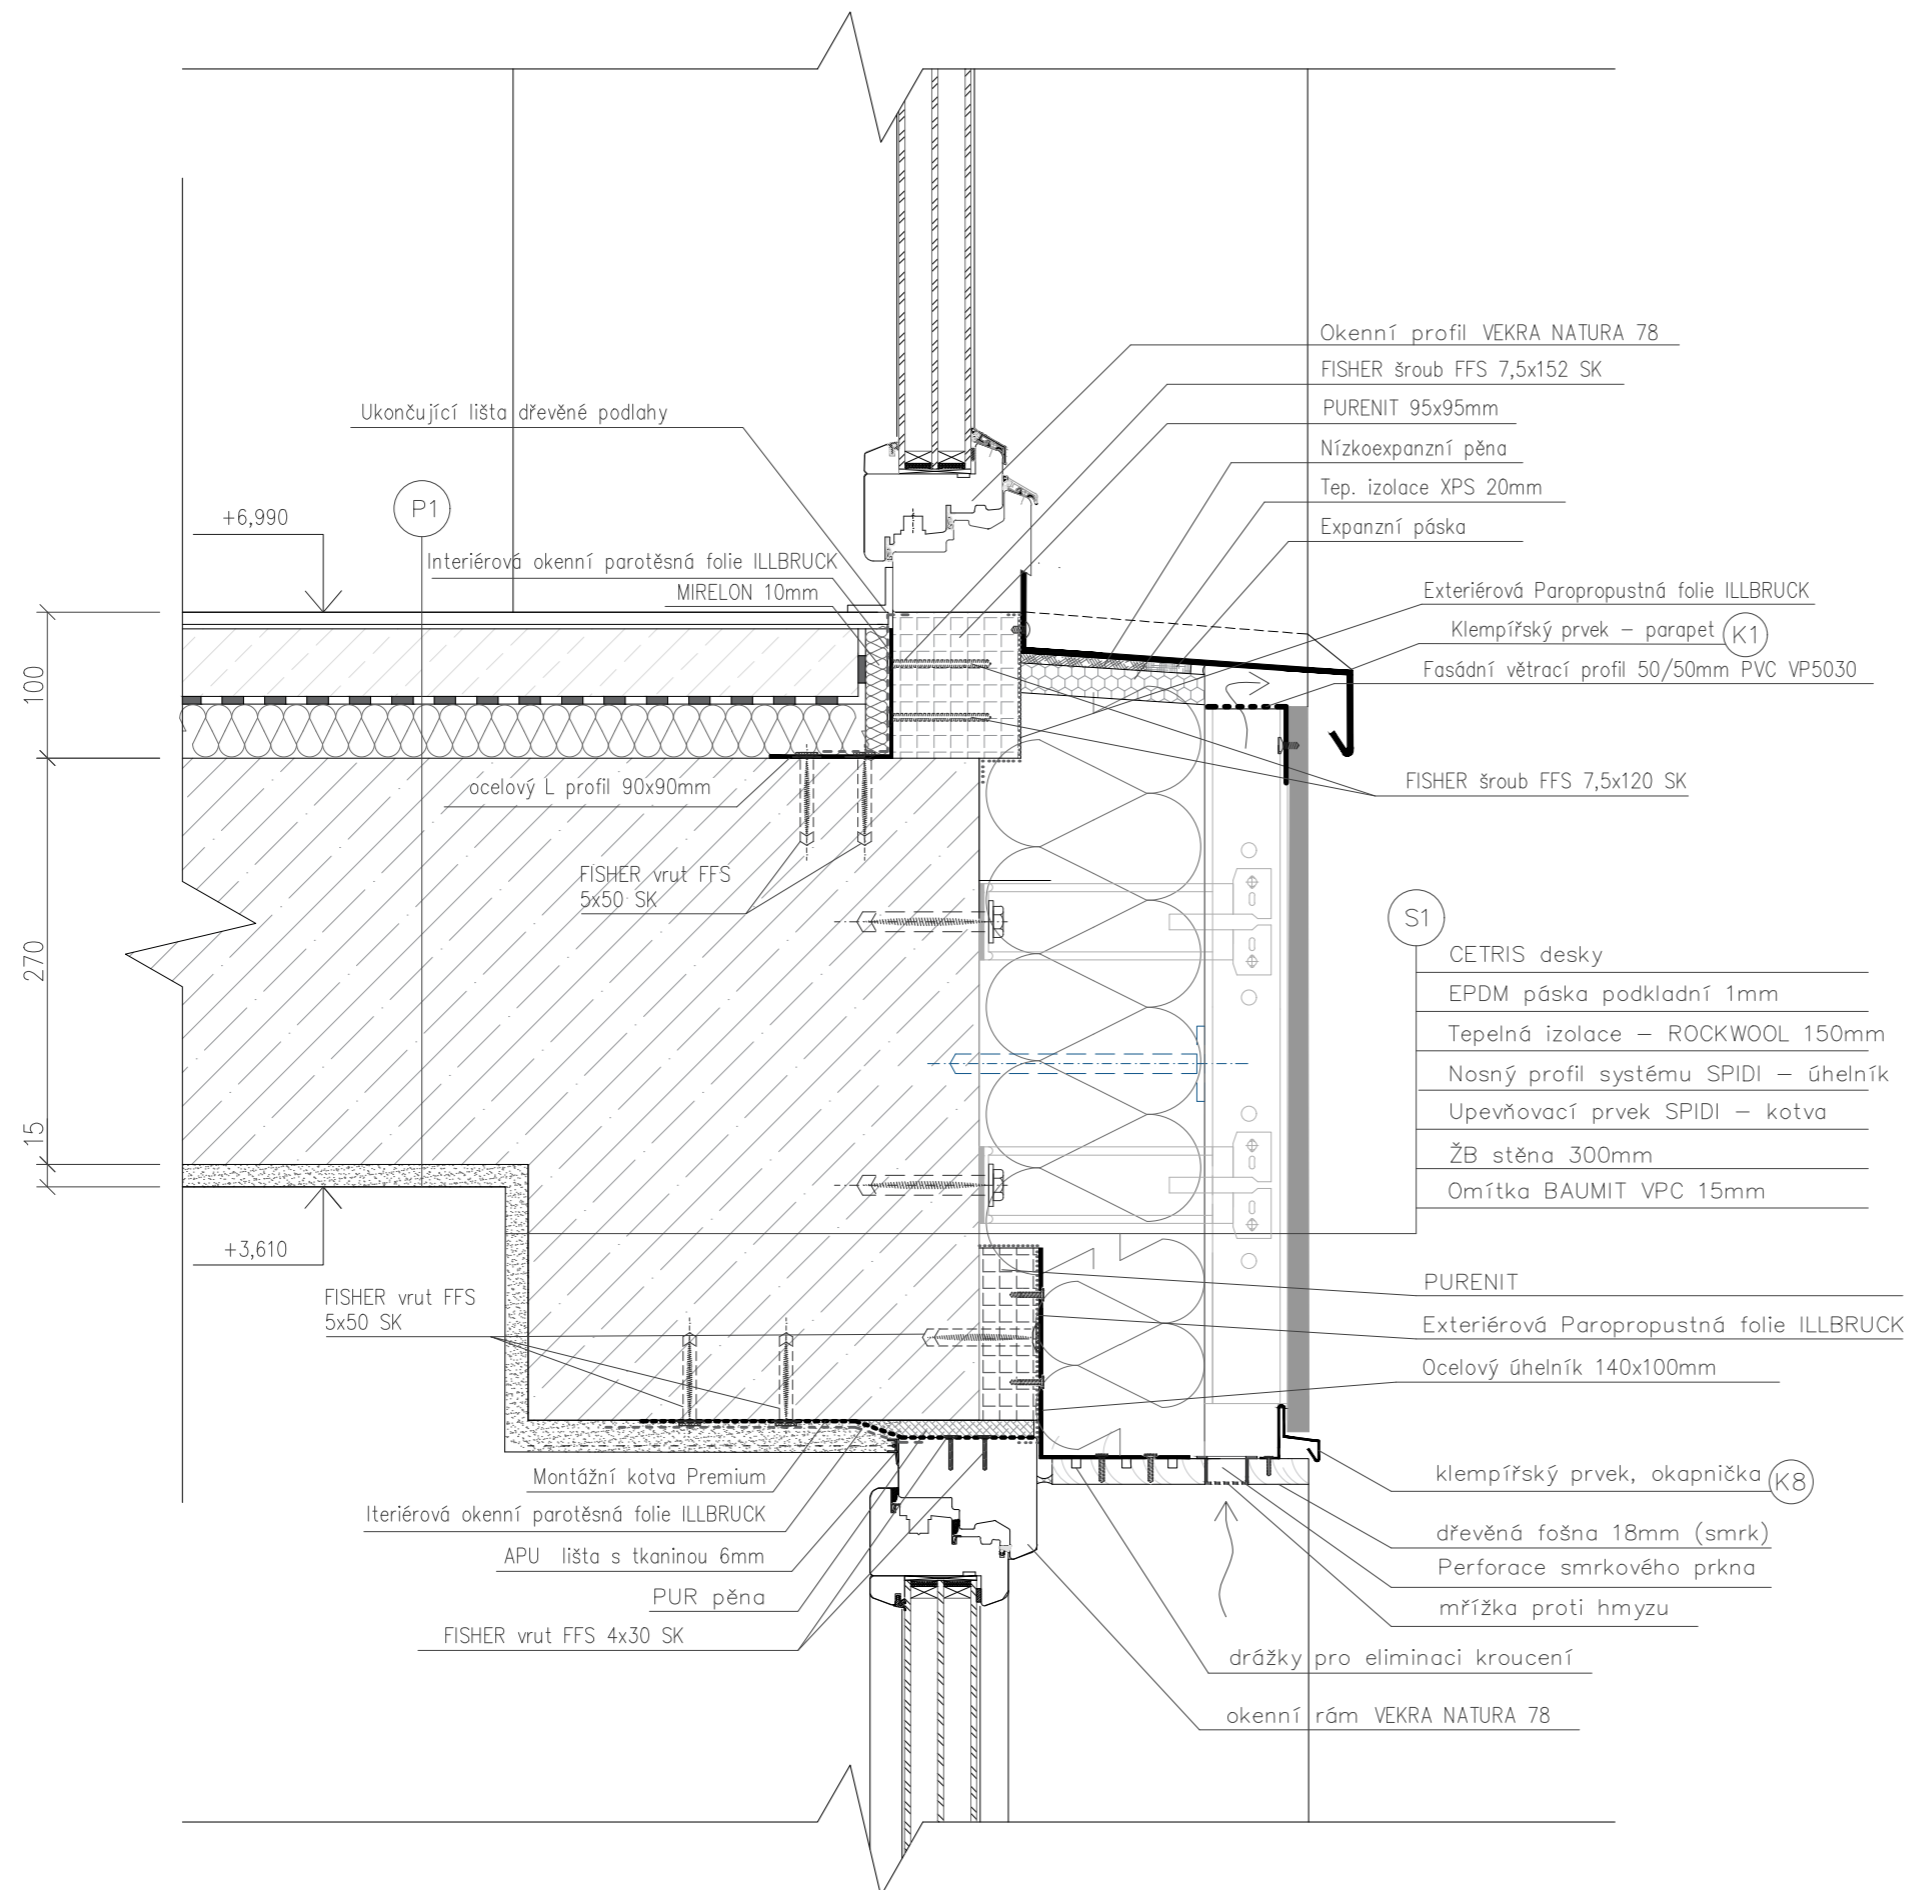 Okenní profil VEKRA NATURA 78
FISHER šroub FFS 7,5x152 SK
PURENIT 95x95mm
Nízkoexpanzní pěna
Tep. izolace XPS 20mm
Expanzní páska
Ukončující lišta dřevěné podlahy
P1
+6,990
Interiérová okenní parotěsná folie ILLBRUCK
MIRELON 10mm
Exteriérová Paropropustná folie ILLBRUCK
Klempířský prvek – parapet K1
Fasádní větrací profil 50/50mm PVC VP5030
100
ocelový L profil 90x90mm
FISHER šroub FFS 7,5x120 SK
FISHER vrut FFS
5x50 SK
270
15
S1
CETRIS desky
EPDM páska podkladní 1mm
Tepelná izolace – ROCKWOOL 150mm
Nosný profil systému SPIDI – úhelník
Upevňovací prvek SPIDI – kotva
ŽB stěna 300mm
Omítka BAUMIT VPC 15mm
+3,610
FISHER vrut FFS
5x50 SK
PURENIT
Exteriérová Paropropustná folie ILLBRUCK
Ocelový úhelník 140x100mm
Montážní kotva Premium
Iteriérová okenní parotěsná folie ILLBRUCK
APU lišta s tkaninou 6mm
PUR pěna
FISHER vrut FFS 4x30 SK
klempířský prvek, okapnička K8
dřevěná fošna 18mm (smrk)
Perforace smrkového prkna
mřížka proti hmyzu
drážky pro eliminaci kroucení
okenní rám VEKRA NATURA 78